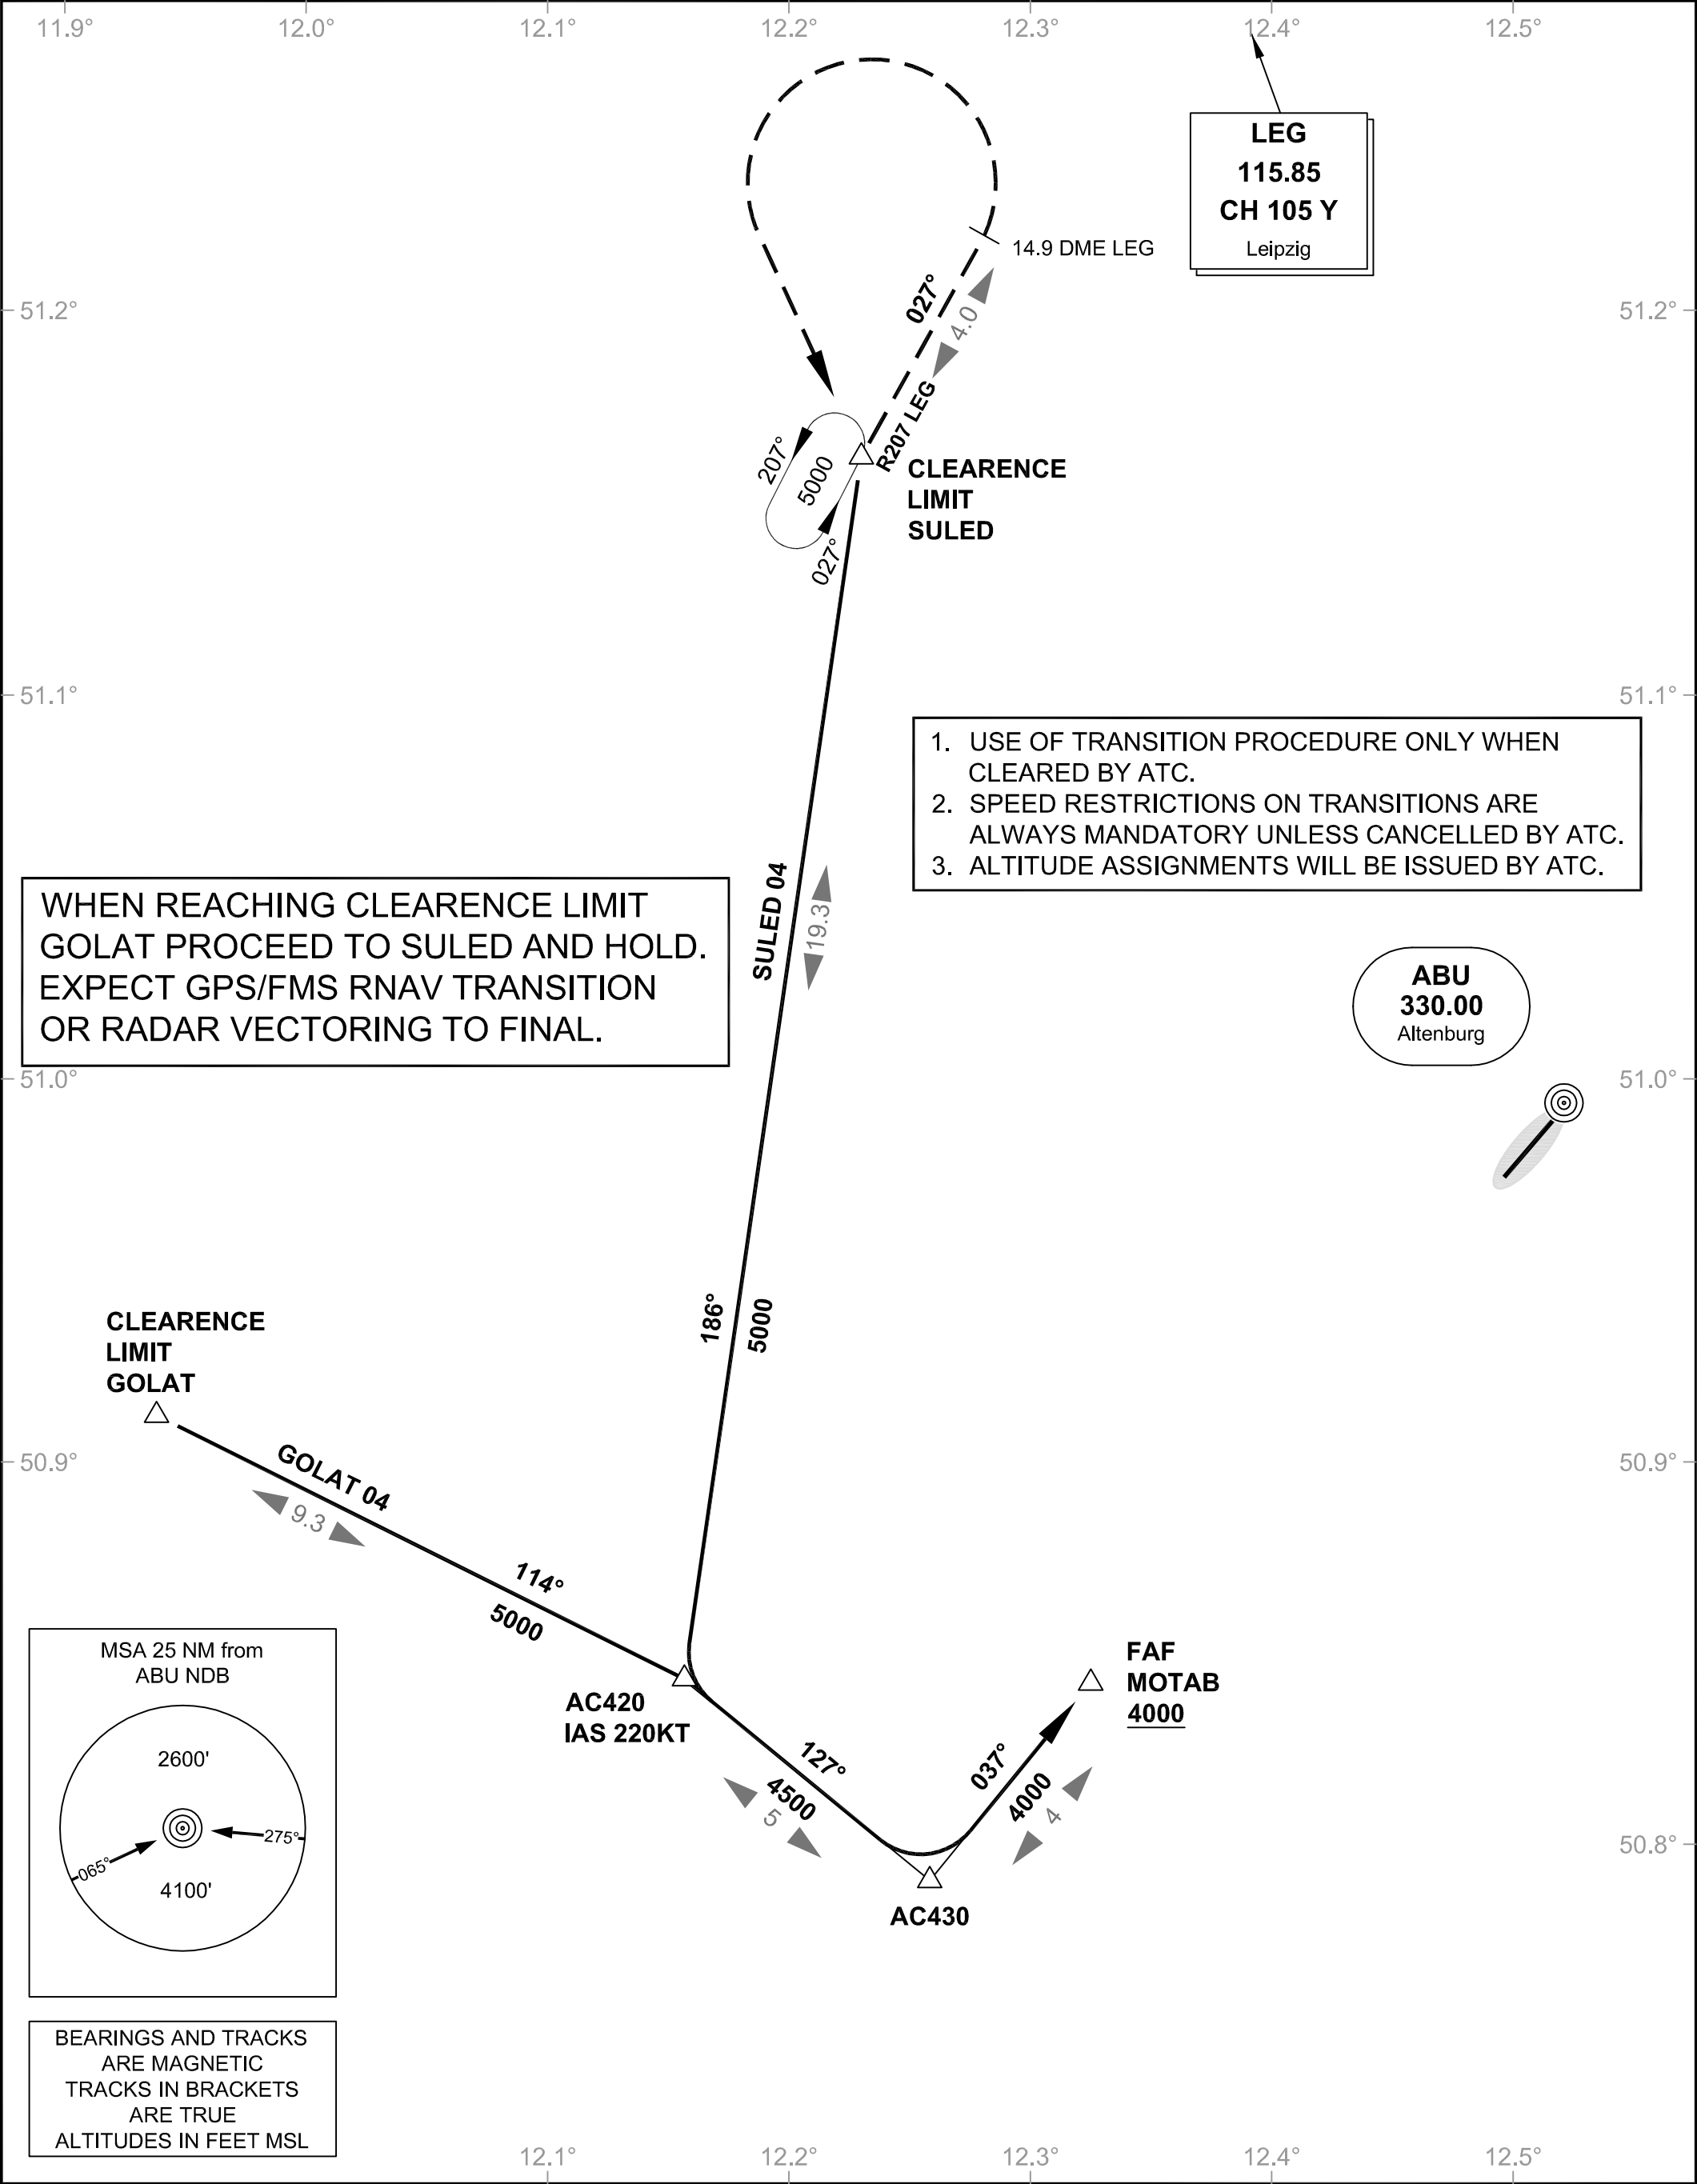 11.9°
12.0°
12.1°
12.2°
12.3°
12.4°
12.5°
LEG
115.85
CH 105 Y
Leipzig
14.9 DME LEG
027°
4.0
R207 LEG
51.2°
51.2°
207°
5000
027°
CLEARENCE
LIMIT
SULED
51.1°
51.1°
1. USE OF TRANSITION PROCEDURE ONLY WHEN
CLEARED BY ATC.
2. SPEED RESTRICTIONS ON TRANSITIONS ARE
ALWAYS MANDATORY UNLESS CANCELLED BY ATC.
3. ALTITUDE ASSIGNMENTS WILL BE ISSUED BY ATC.
SULED 04
19.3
WHEN REACHING CLEARENCE LIMIT
GOLAT PROCEED TO SULED AND HOLD.
EXPECT GPS/FMS RNAV TRANSITION
OR RADAR VECTORING TO FINAL.
ABU
330.00
Altenburg
51.0°
51.0°
186°
5000
CLEARENCE
LIMIT
GOLAT
50.9°
50.9°
GOLAT 04
9.3
114°
5000
AC420
IAS 220KT
FAF
MOTAB
4000
127°
4500
5
037°
4000
4
AC430
50.8°
MSA 25 NM from
ABU NDB
2600'
275°
065°
4100'
BEARINGS AND TRACKS
ARE MAGNETIC
TRACKS IN BRACKETS
ARE TRUE
ALTITUDES IN FEET MSL
12.1°
12.2°
12.3°
12.4°
12.5°